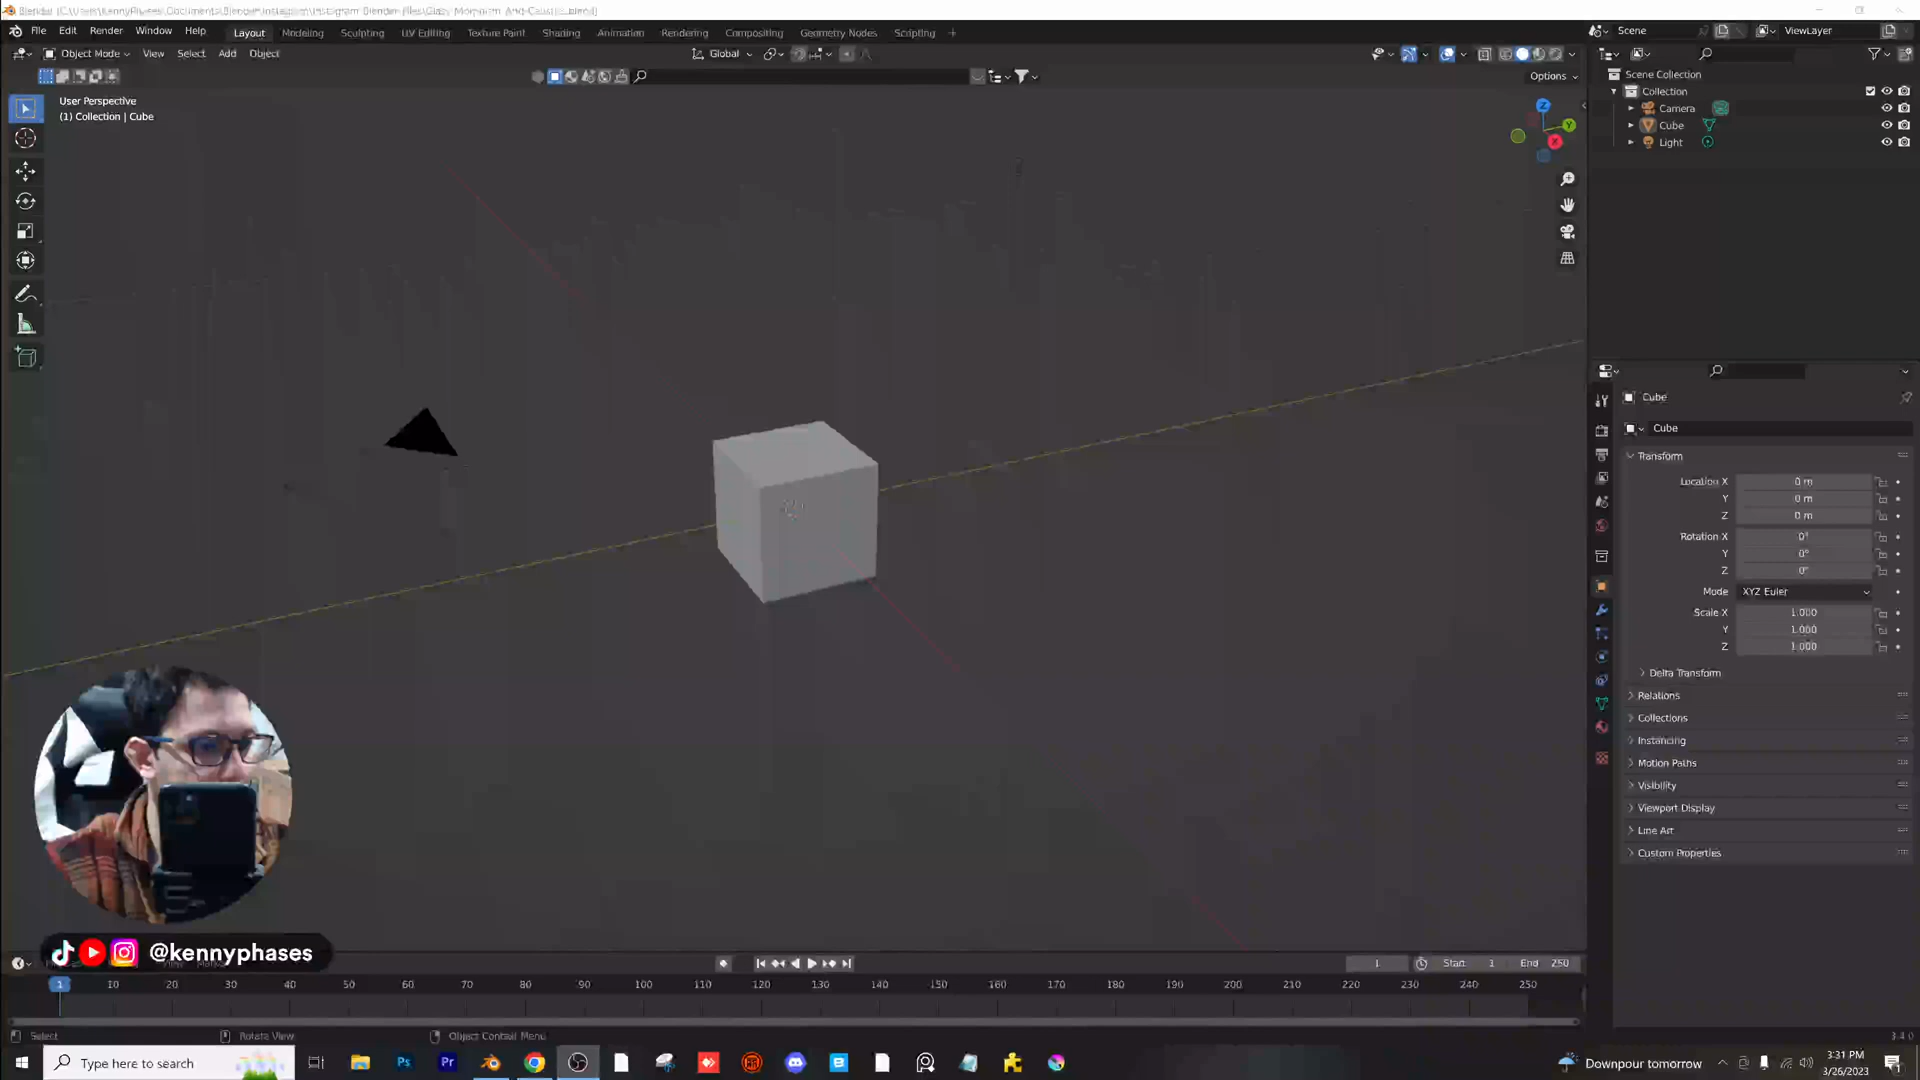 File Edit Render Window Help Layout Modeling Sculpting UV Editing Texture Paint Shading Animation Rendering Compositing Geometry Nodes Scripting + Scene ViewLayer
Object Mode View Select Add Object Global
Options
User Perspective
(1) Collection | Cube
Scene Collection
Collection
Camera
Cube
Light
Z
Y
X
Cube
Cube
Transform
Location X 0 m
Y 0 m
Z 0 m
Rotation X 0°
Y 0°
Z 0°
Mode XYZ Euler
Scale X 1.000
Y 1.000
Z 1.000
Delta Transform
Relations
Collections
Instancing
Motion Paths
Visibility
Viewport Display
Line Art
Custom Properties
@kennyphases
1 Start 1 End 250
1 10 20 30 40 50 60 70 80 90 100 110 120 130 140 150 160 170 180 190 200 210 220 230 240 250
Select Rotate View Object Context Menu 3.4.0
Type here to search Ps Pr Downpour tomorrow 3:31 PM
3/26/2023